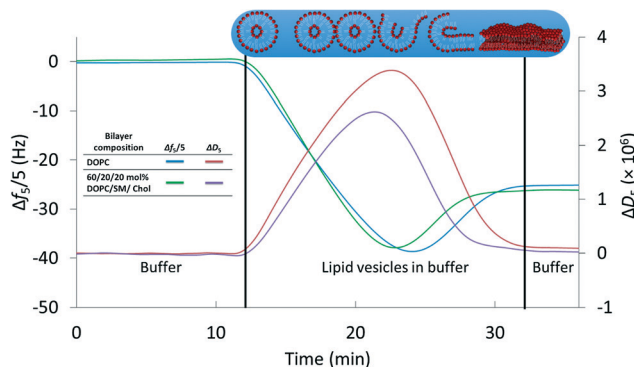 4
0
3
-10
Δf₅/5 (Hz)
Bilayer composition Δf₅/5 ΔD₅
DOPC
60/20/20 mol% DOPC/SM/ Chol
-20
-30
-40
-50
2
1
0
-1
ΔD₅ (× 10⁶)
Buffer
Lipid vesicles in buffer
Buffer
0 10 20 30
Time (min)